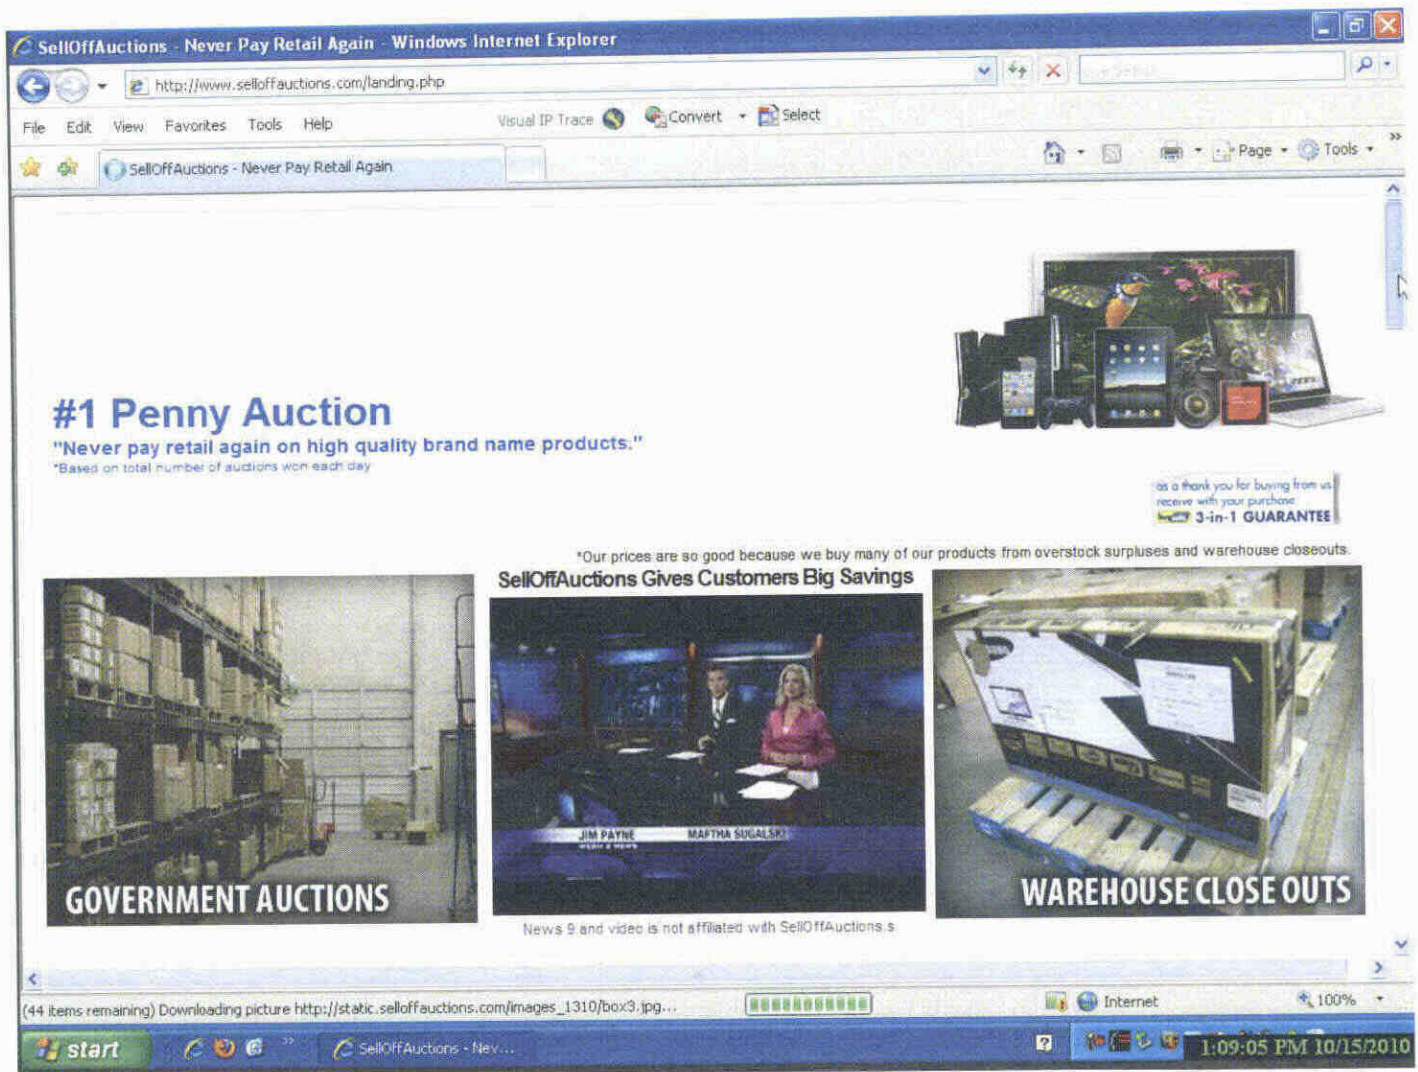 SellOffAuctions - Never Pay Retail Again - Windows Internet Explorer
http://www.selloffauctions.com/landing.php
File Edit View Favorites Tools Help
Visual IP Trace Convert Select
SellOffAuctions - Never Pay Retail Again
Page Tools
#1 Penny Auction
"Never pay retail again on high quality brand name products."
*Based on total number of auctions won each day
as a thank you for buying from us
receive with your purchase
3-in-1 GUARANTEE
*Our prices are so good because we buy many of our products from overstock surpluses and warehouse closeouts.
SellOffAuctions Gives Customers Big Savings
JIM PAYNE MARTHA SUGALSKI
GOVERNMENT AUCTIONS
WAREHOUSE CLOSE OUTS
News 9 and video is not affiliated with SellOffAuctions.s
(44 items remaining) Downloading picture http://static.selloffauctions.com/images_1310/box3.jpg...
Internet
100%
start
SellOffAuctions - Nev...
1:09:05 PM 10/15/2010